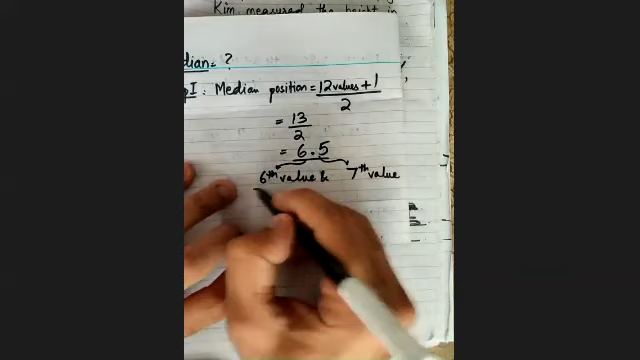 Kim measured the height in
dian= ?
pI: Median position = 12 values + 1
2
= 13
2
= 6.5
6th value & 7th value